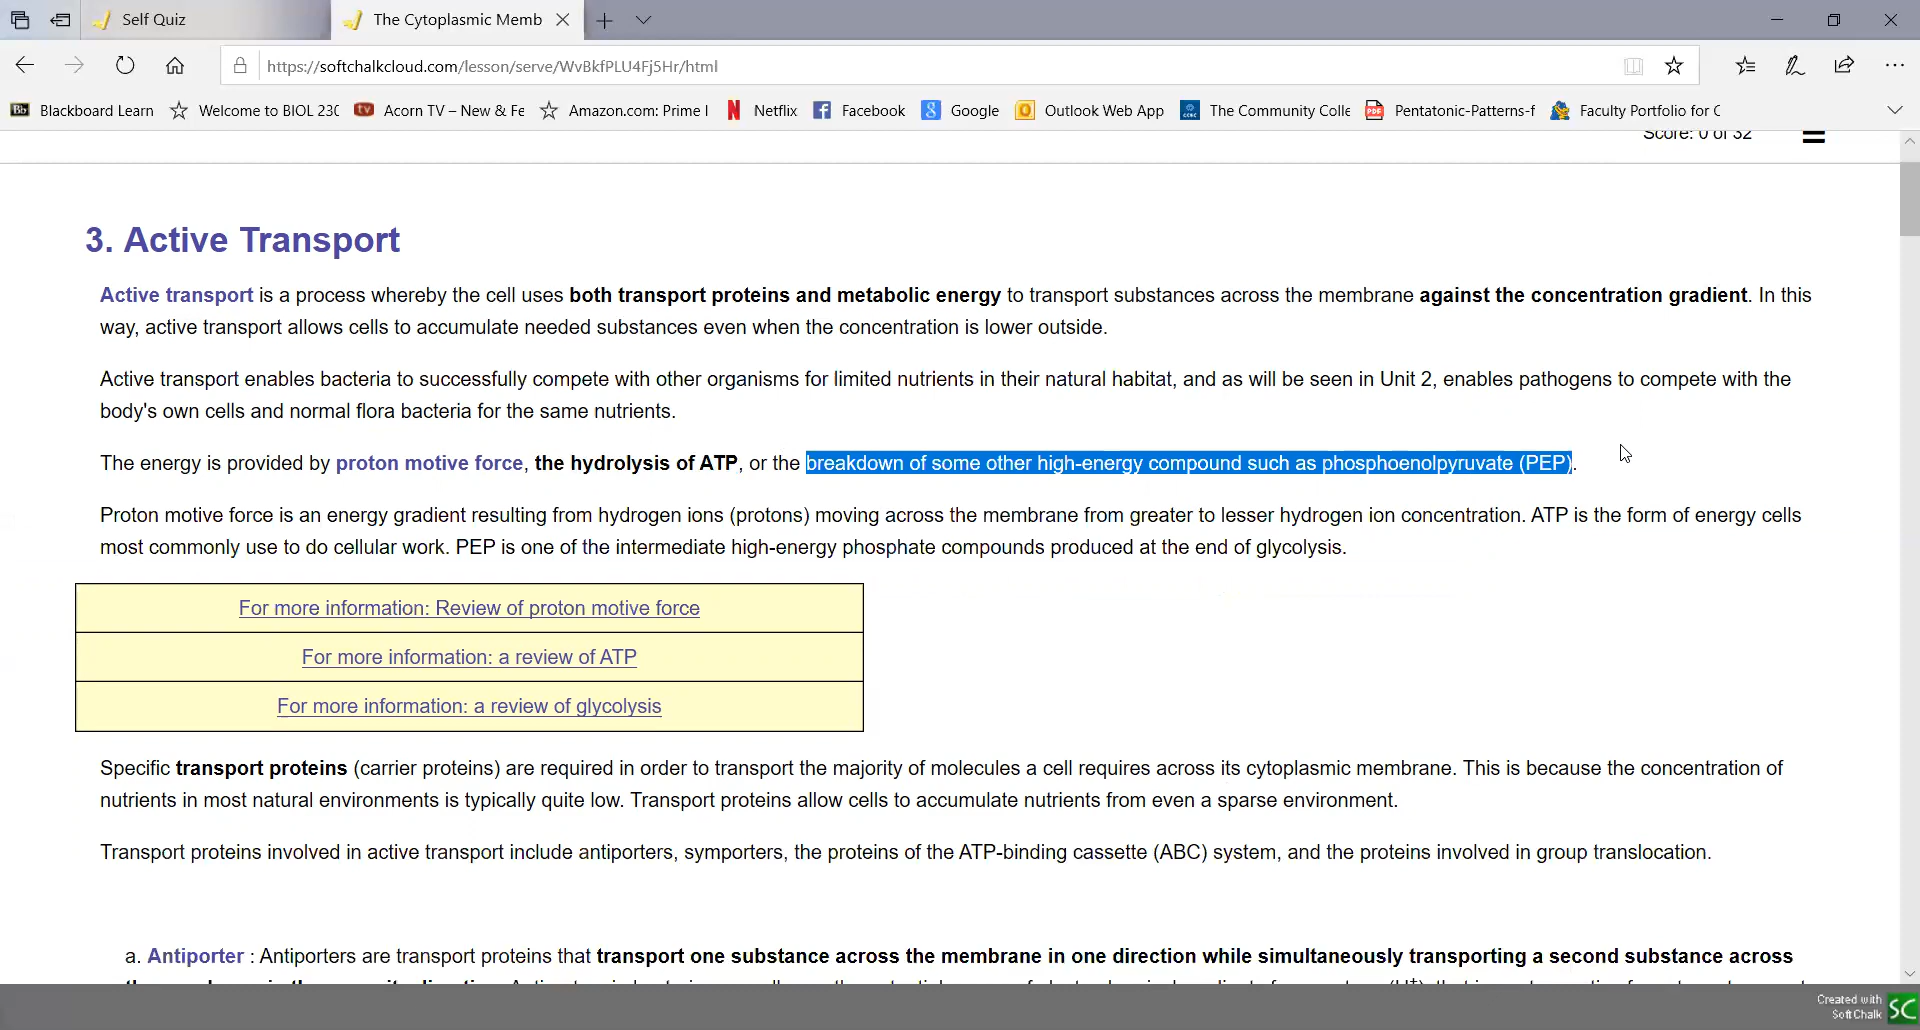 Self Quiz
The Cytoplasmic Memb
https://softchalkcloud.com/lesson/serve/WvBkfPLU4Fj5Hr/html
Blackboard Learn Welcome to BIOL 230 Acorn TV – New & Fe Amazon.com: Prime I Netflix Facebook Google Outlook Web App The Community Colle Pentatonic-Patterns-f Faculty Portfolio for C
Score: 0 of 32
3. Active Transport
Active transport is a process whereby the cell uses both transport proteins and metabolic energy to transport substances across the membrane against the concentration gradient. In this
way, active transport allows cells to accumulate needed substances even when the concentration is lower outside.
Active transport enables bacteria to successfully compete with other organisms for limited nutrients in their natural habitat, and as will be seen in Unit 2, enables pathogens to compete with the
body's own cells and normal flora bacteria for the same nutrients.
The energy is provided by proton motive force, the hydrolysis of ATP, or the breakdown of some other high-energy compound such as phosphoenolpyruvate (PEP).
Proton motive force is an energy gradient resulting from hydrogen ions (protons) moving across the membrane from greater to lesser hydrogen ion concentration. ATP is the form of energy cells
most commonly use to do cellular work. PEP is one of the intermediate high-energy phosphate compounds produced at the end of glycolysis.
For more information: Review of proton motive force
For more information: a review of ATP
For more information: a review of glycolysis
Specific transport proteins (carrier proteins) are required in order to transport the majority of molecules a cell requires across its cytoplasmic membrane. This is because the concentration of
nutrients in most natural environments is typically quite low. Transport proteins allow cells to accumulate nutrients from even a sparse environment.
Transport proteins involved in active transport include antiporters, symporters, the proteins of the ATP-binding cassette (ABC) system, and the proteins involved in group translocation.
a. Antiporter : Antiporters are transport proteins that transport one substance across the membrane in one direction while simultaneously transporting a second substance across
Created with
SoftChalk SC